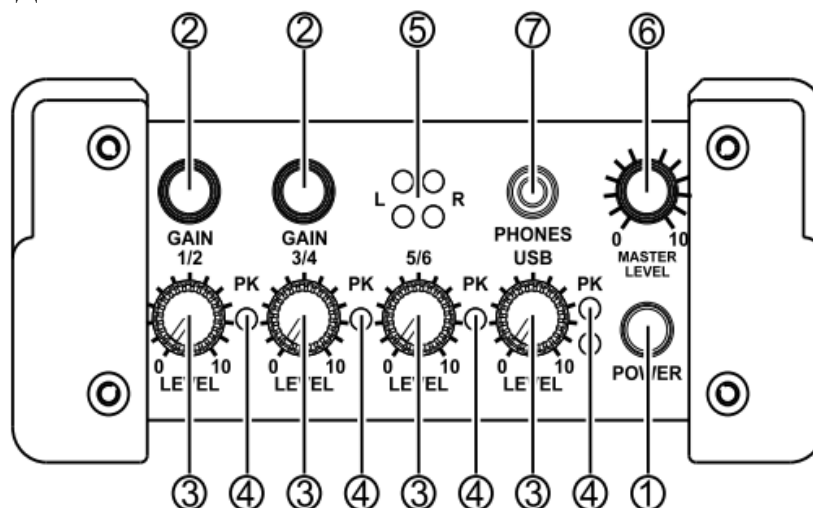 ② ② ⑤ ⑦ ⑥
L R
GAIN GAIN PHONES 0 10
1/2 3/4 5/6 USB MASTER
LEVEL
PK PK PK PK
0 10 0 10 0 10 0 10
LEVEL LEVEL LEVEL LEVEL POWER
③ ④ ③ ④ ③ ④ ③ ④ ①